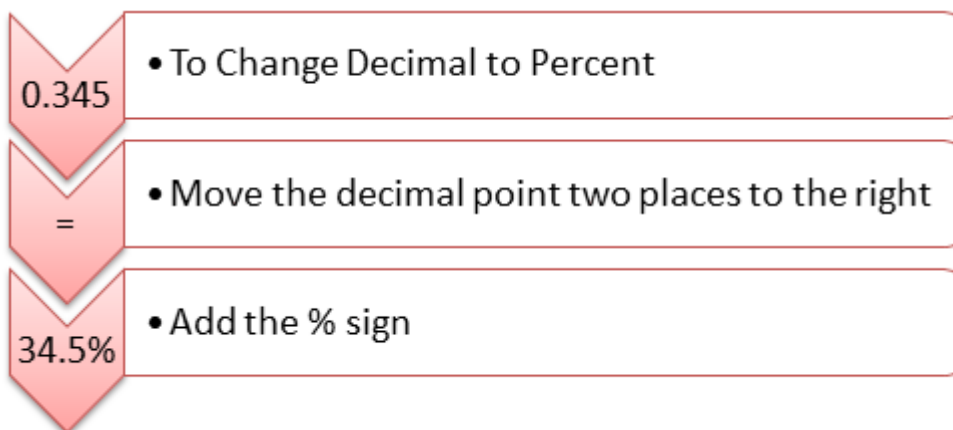 0.345
• To Change Decimal to Percent
=
• Move the decimal point two places to the right
34.5%
• Add the % sign